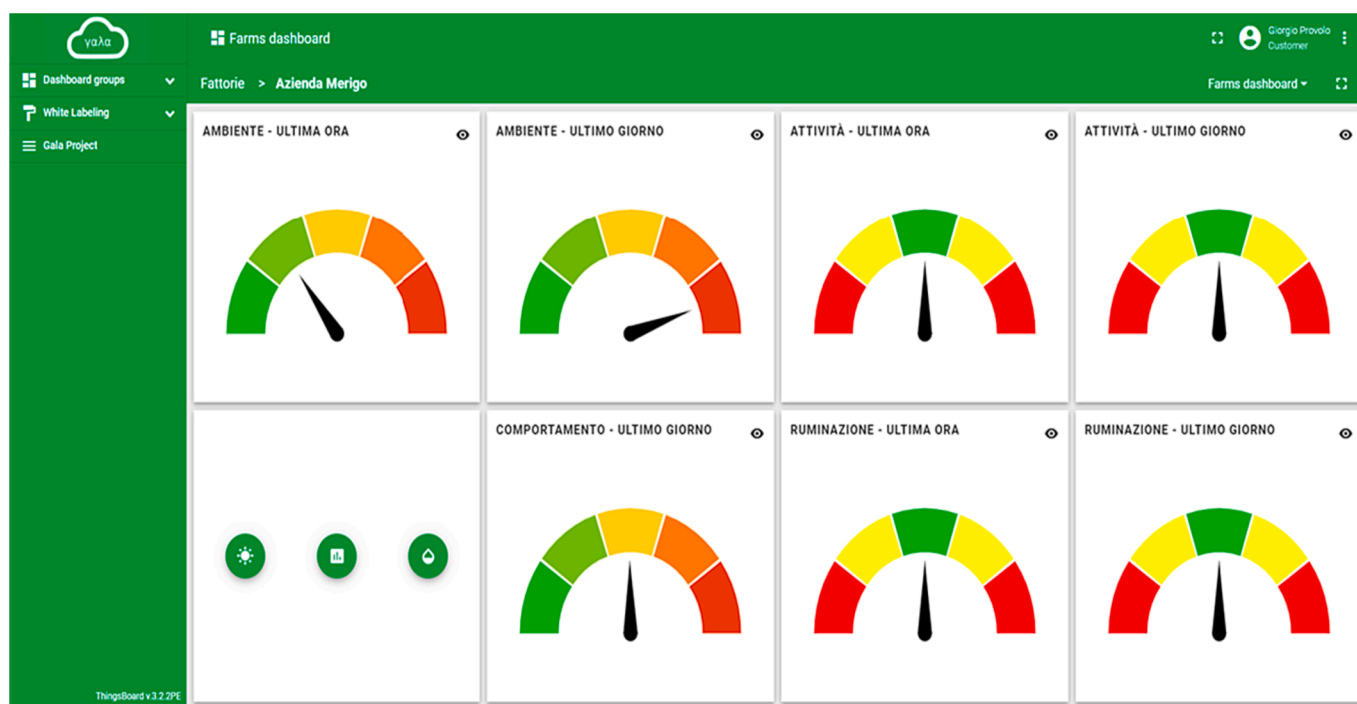 γαλα
Farms dashboard
Giorgio Provolo
Customer
Dashboard groups
Fattorie > Azienda Merigo
Farms dashboard
White Labeling
Gala Project
AMBIENTE - ULTIMA ORA
AMBIENTE - ULTIMO GIORNO
ATTIVITÀ - ULTIMA ORA
ATTIVITÀ - ULTIMO GIORNO
COMPORTAMENTO - ULTIMO GIORNO
RUMINAZIONE - ULTIMA ORA
RUMINAZIONE - ULTIMO GIORNO
ThingsBoard v.3.2.2PE